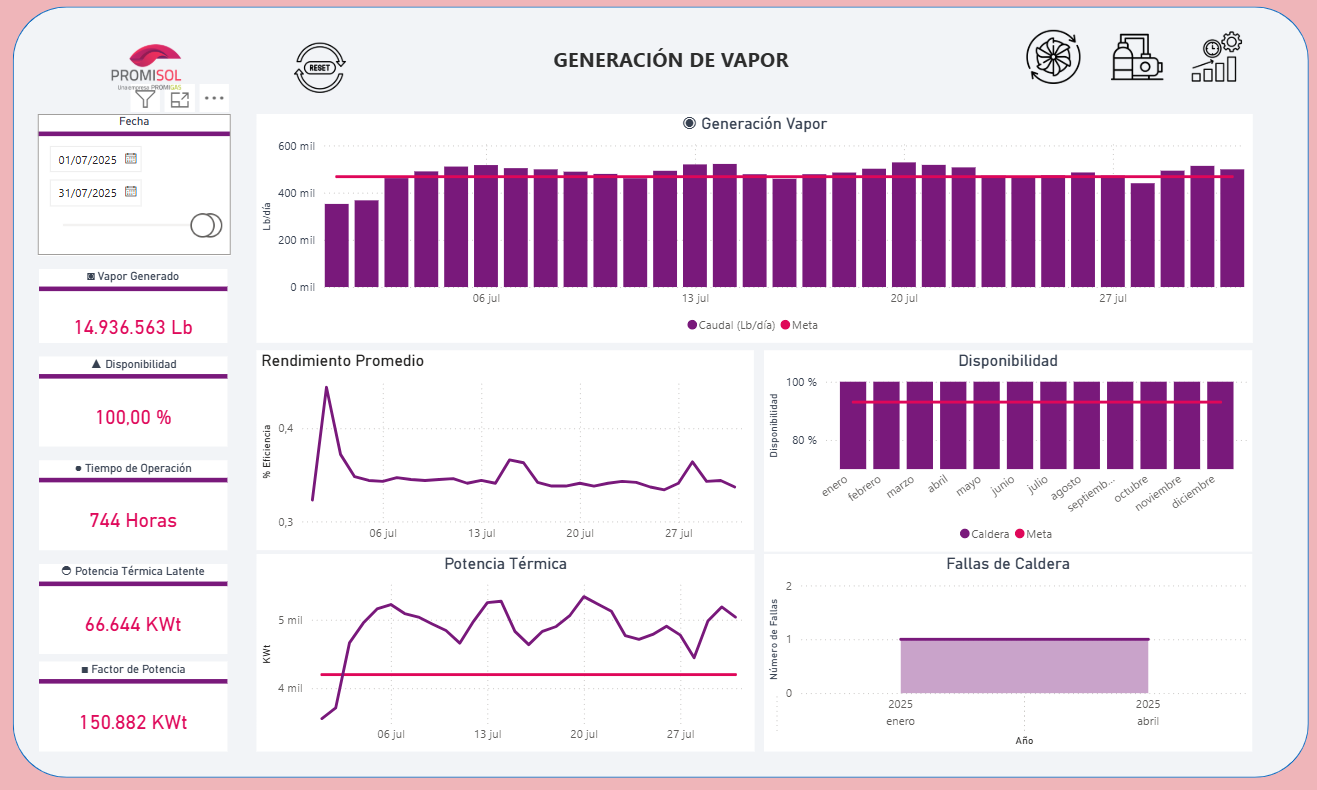 PROMISOL
Una empresa PROMIGAS
RESET
GENERACIÓN DE VAPOR
Fecha
01/07/2025
31/07/2025
Vapor Generado
14.936.563 Lb
Disponibilidad
100,00 %
Tiempo de Operación
744 Horas
Potencia Térmica Latente
66.644 KWt
Factor de Potencia
150.882 KWt
Generación Vapor
600 mil
400 mil
200 mil
0 mil
Lb/día
06 jul 13 jul 20 jul 27 jul
Caudal (Lb/día) Meta
Rendimiento Promedio
0,4
0,3
% Eficiencia
06 jul 13 jul 20 jul 27 jul
Disponibilidad
100 %
80 %
Disponibilidad
enero febrero marzo abril mayo junio julio agosto septiemb... octubre noviembre diciembre
Caldera Meta
Potencia Térmica
5 mil
4 mil
KWt
06 jul 13 jul 20 jul 27 jul
Fallas de Caldera
2
1
0
Número de Fallas
2025 2025
enero abril
Año